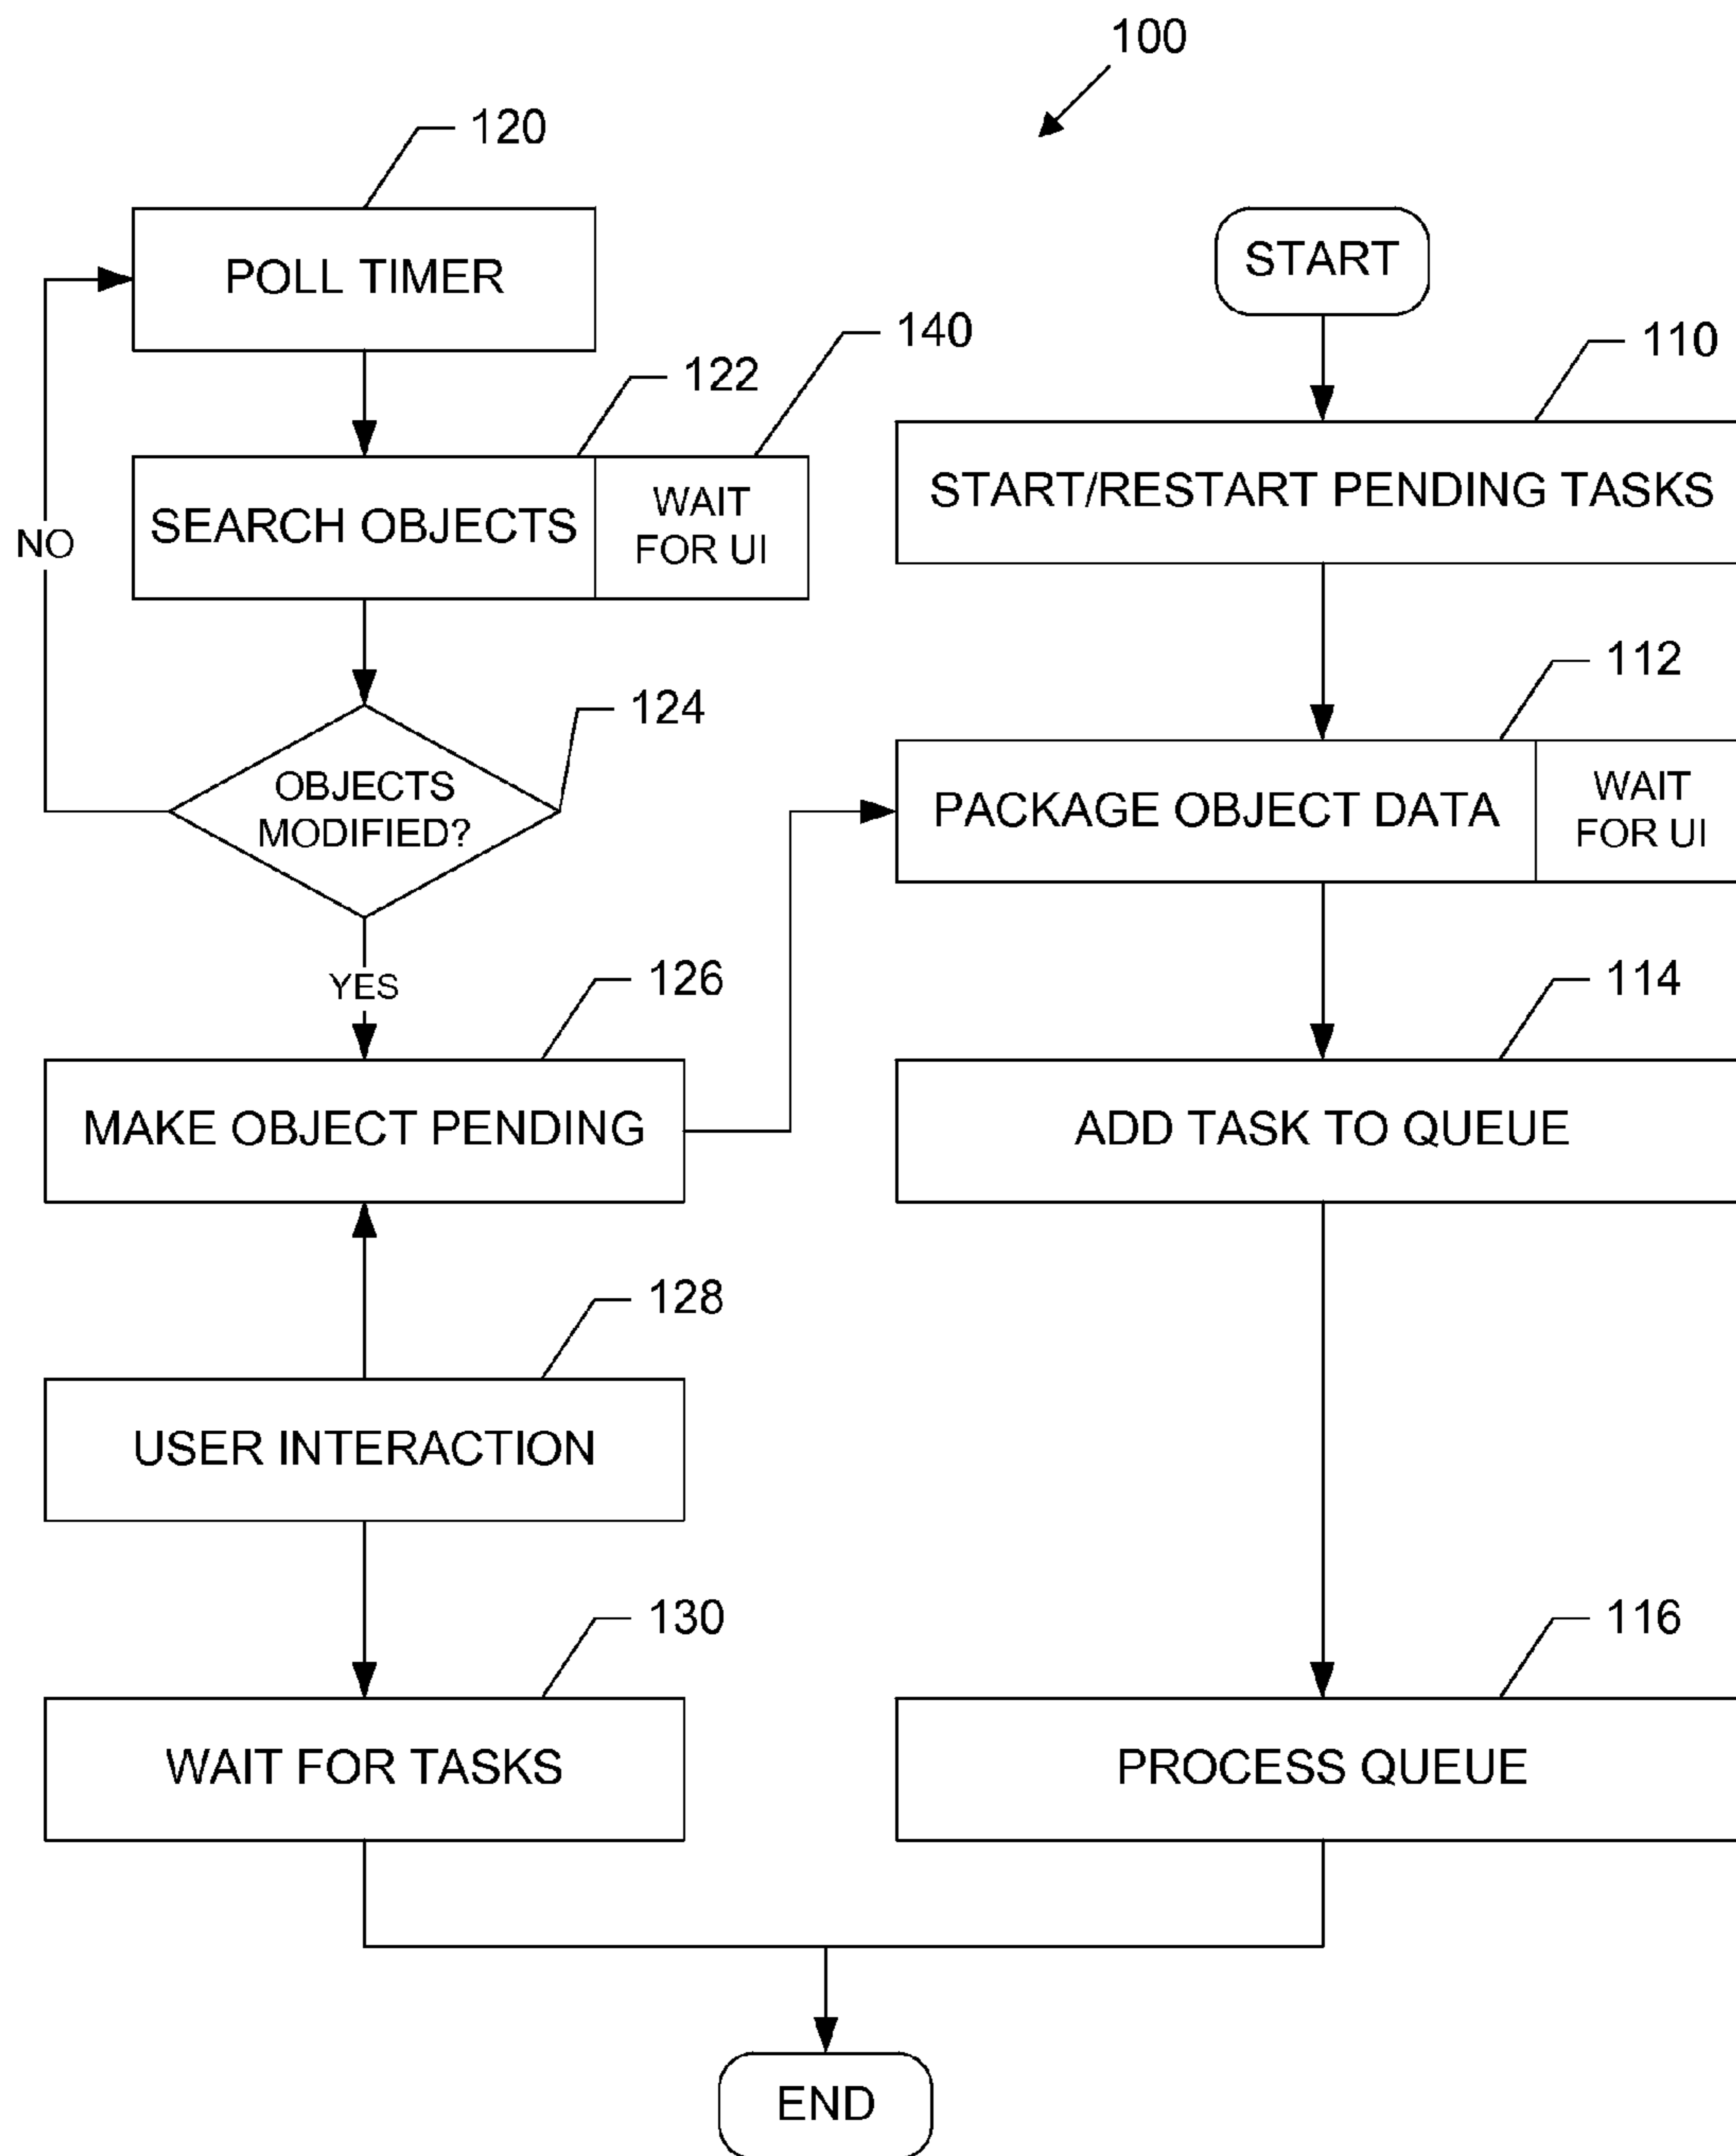 100
120
POLL TIMER
START
140
110
122
SEARCH OBJECTS
WAIT
FOR UI
START/RESTART PENDING TASKS
NO
112
124
OBJECTS
MODIFIED?
PACKAGE OBJECT DATA
WAIT
FOR UI
YES
126
114
MAKE OBJECT PENDING
ADD TASK TO QUEUE
128
USER INTERACTION
130
116
WAIT FOR TASKS
PROCESS QUEUE
END